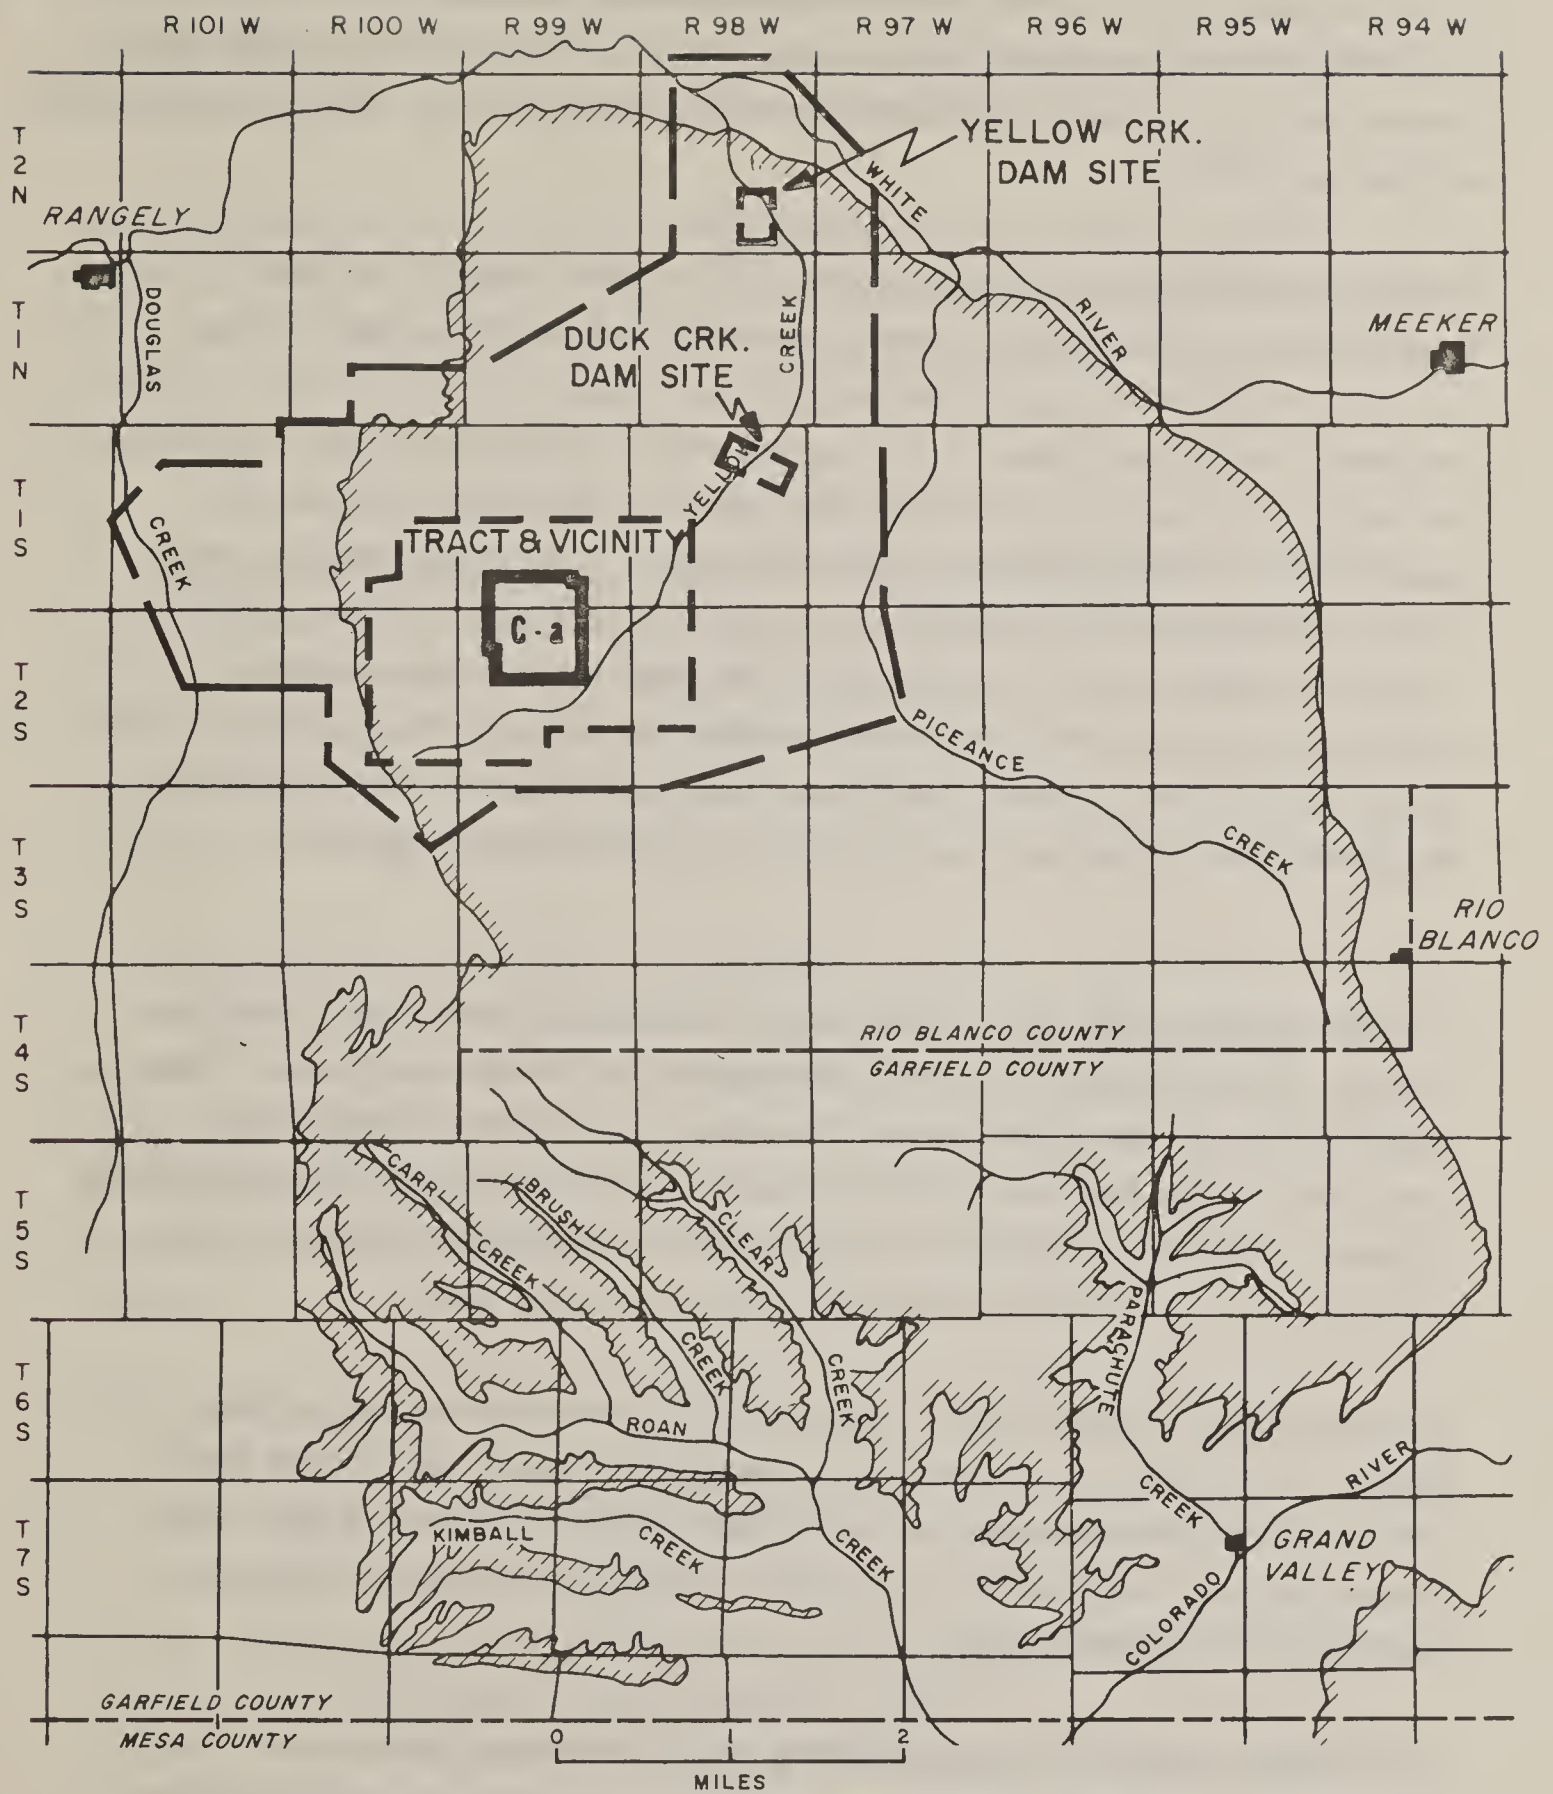 R 101 W R 100 W R 99 W R 98 W R 97 W R 96 W R 95 W R 94 W
T
2
N
YELLOW CRK.
DAM SITE
WHITE
RANGELY
T
1
N
DOUGLAS
CREEK
RIVER
MEEKER
DUCK CRK.
DAM SITE
YELLOW
T
1
S
CREEK
TRACT & VICINITY
C-a
T
2
S
PICEANCE
CREEK
T
3
S
RIO
BLANCO
T
4
S
RIO BLANCO COUNTY
GARFIELD COUNTY
T
5
S
CARR
CREEK
BRUSH
CREEK
CLEAR
CREEK
PARACHUTE
CREEK
T
6
S
ROAN
CREEK
RIVER
T
7
S
KIMBALL
CREEK
GRAND
VALLEY
COLORADO
GARFIELD COUNTY
MESA COUNTY
0 1 2
MILES